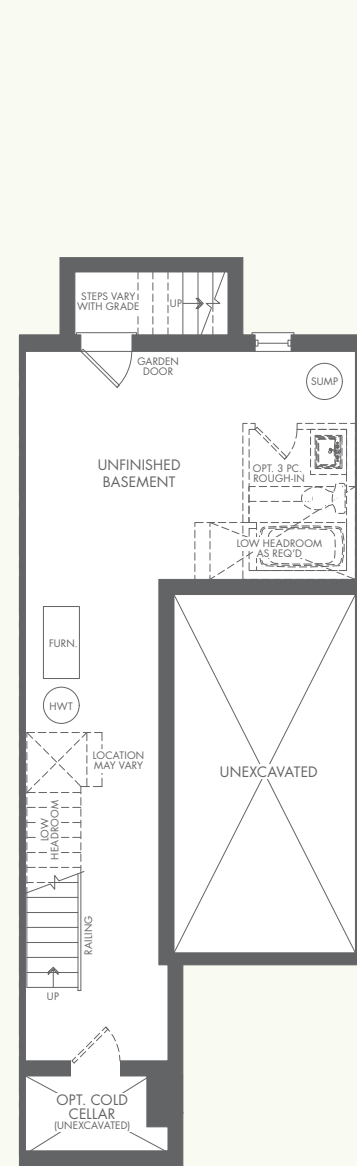 STEPS VARY
WITH GRADE
UP
GARDEN
DOOR
SUMP
UNFINISHED
BASEMENT
OPT. 3 PC.
ROUGH-IN
LOW HEADROOM
AS REQ'D
FURN.
HWT
LOCATION
MAY VARY
UNEXCAVATED
LOW
HEADROOM
RAILING
UP
OPT. COLD
CELLAR
(UNEXCAVATED)